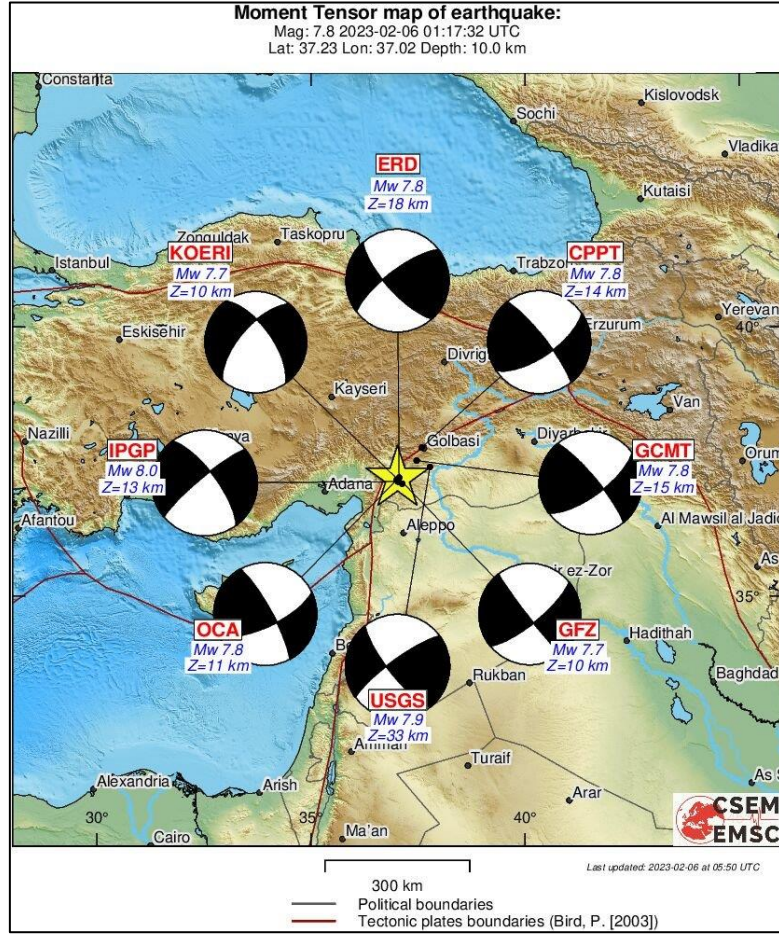 Moment Tensor map of earthquake:
Mag: 7.8 2023-02-06 01:17:32 UTC
Lat: 37.23 Lon: 37.02 Depth: 10.0 km
Constanta
Kislovodsk
Sochi
Vladika
ERD
Mw 7.8
Z=18 km
Kutaisi
Zonguldak
Taskopru
KOERI
Mw 7.7
Z=10 km
CPPT
Mw 7.8
Z=14 km
Istanbul
Trabzo
Erzurum
Yerevan
40°
Eskisehir
Divrig
Kayseri
Van
Nazilli
IPGP
Mw 8.0
Z=13 km
Golbasi
Diyarb
GCMT
Mw 7.8
Z=15 km
Orum
Adana
Afantou
Aleppo
Al Mawsil al Jadid
As
ir ez-Zor
35°
OCA
Mw 7.8
Z=11 km
GFZ
Mw 7.7
Z=10 km
Hadithah
Baghdad
USGS
Mw 7.9
Z=33 km
Rukban
Amman
Turaif
Alexandria
Arish
Arar
As S
CSEM
EMSC
30°
35°
40°
Cairo
Ma'an
Last updated: 2023-02-06 at 05:50 UTC
300 km
Political boundaries
Tectonic plates boundaries (Bird, P. [2003])